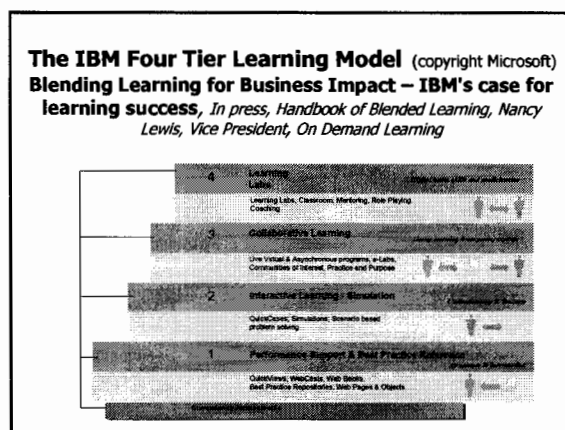 The IBM Four Tier Learning Model (copyright Microsoft)
Blending Learning for Business Impact – IBM's case for
learning success, In press, Handbook of Blended Learning, Nancy
Lewis, Vice President, On Demand Learning
4 Learning
Labs
Learning Labs, Classroom, Mentoring, Role Playing,
Coaching
3 Collaborative Learning
Live Virtual & Asynchronous programs, e-Labs,
Communities of Interest, Practice and Purpose
2 Interactive Learning - Simulation
QuickCases, Simulations, Scenario based
problem solving
1 Performance Support & Best Practice
QuickViews, WebCasts, Web Books,
Best Practice Repositories, Web Pages & Objects